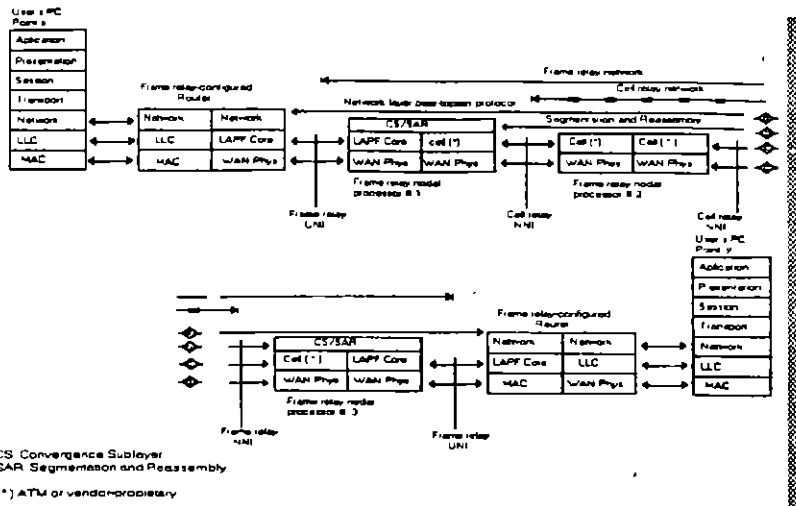 User's PC
Point x
Aplication
Presentation
Session
Transport
Network
LLC
MAC
Frame relay-configured
Router
Network Network
LLC LAPF Core
MAC WAN Phys
Frame relay network
Cell relay network
Network layer protocol
Segmentation and Reassembly
CS/SAR
LAPF Core cell (*)
WAN Phys WAN Phys
Frame relay nodal
processor # 1
Cell (*) Cell (*)
WAN Phys WAN Phys
Frame relay nodal
processor # 2
Frame relay
UNI
Cell relay
NNI
Cell relay
NNI
User's PC
Point y
Aplication
Presentation
Session
Transport
Network
LLC
MAC
CS/SAR
Cell (*) LAPF Core
WAN Phys WAN Phys
Frame relay nodal
processor # 3
Frame relay-configured
Router
Network Network
LAPF Core LLC
MAC WAN Phys
Frame relay
NNI
Frame relay
UNI
CS Convergence Sublayer
SAR Segmentation and Reassembly
(*) ATM or vendor-propietary